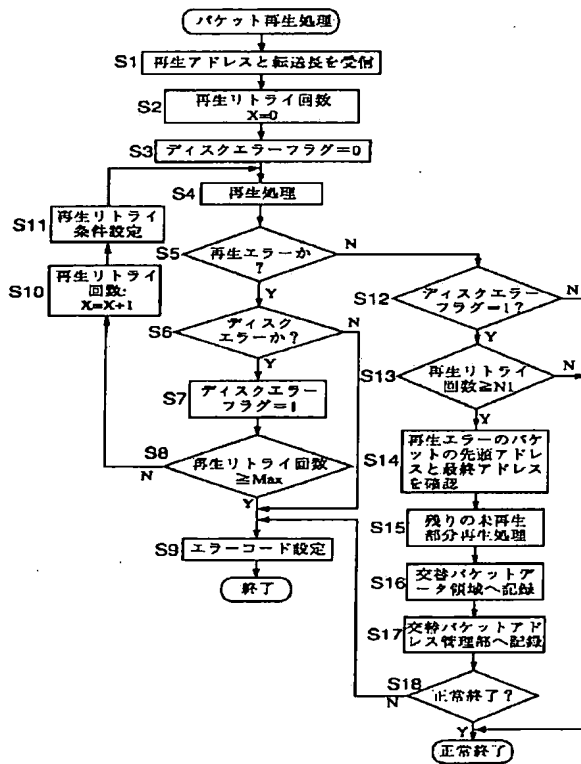 パケット再生処理
S1
再生アドレスと転送長を受信
S2
再生リトライ回数
X=0
S3
ディスクエラーフラグ=0
S4
再生処理
S11
再生リトライ
条件設定
S5
再生エラーか
?
N
Y
S10
再生リトライ
回数:
X=X+1
S6
ディスク
エラーか?
N
Y
S7
ディスクエラー
フラグ=1
S8
再生リトライ回数
≧Max
N
Y
S9
エラーコード設定
終了
S12
ディスクエラー
フラグ=1?
N
Y
S13
再生リトライ
回数≧N1
N
Y
S14
再生エラーのパケ
ットの先頭アドレス
と最終アドレス
を確認
S15
残りの未再生
部分再生処理
S16
交替パケットデー
タ領域へ記録
S17
交替パケットアド
レス管理部へ記録
S18
正常終了?
N
Y
正常終了